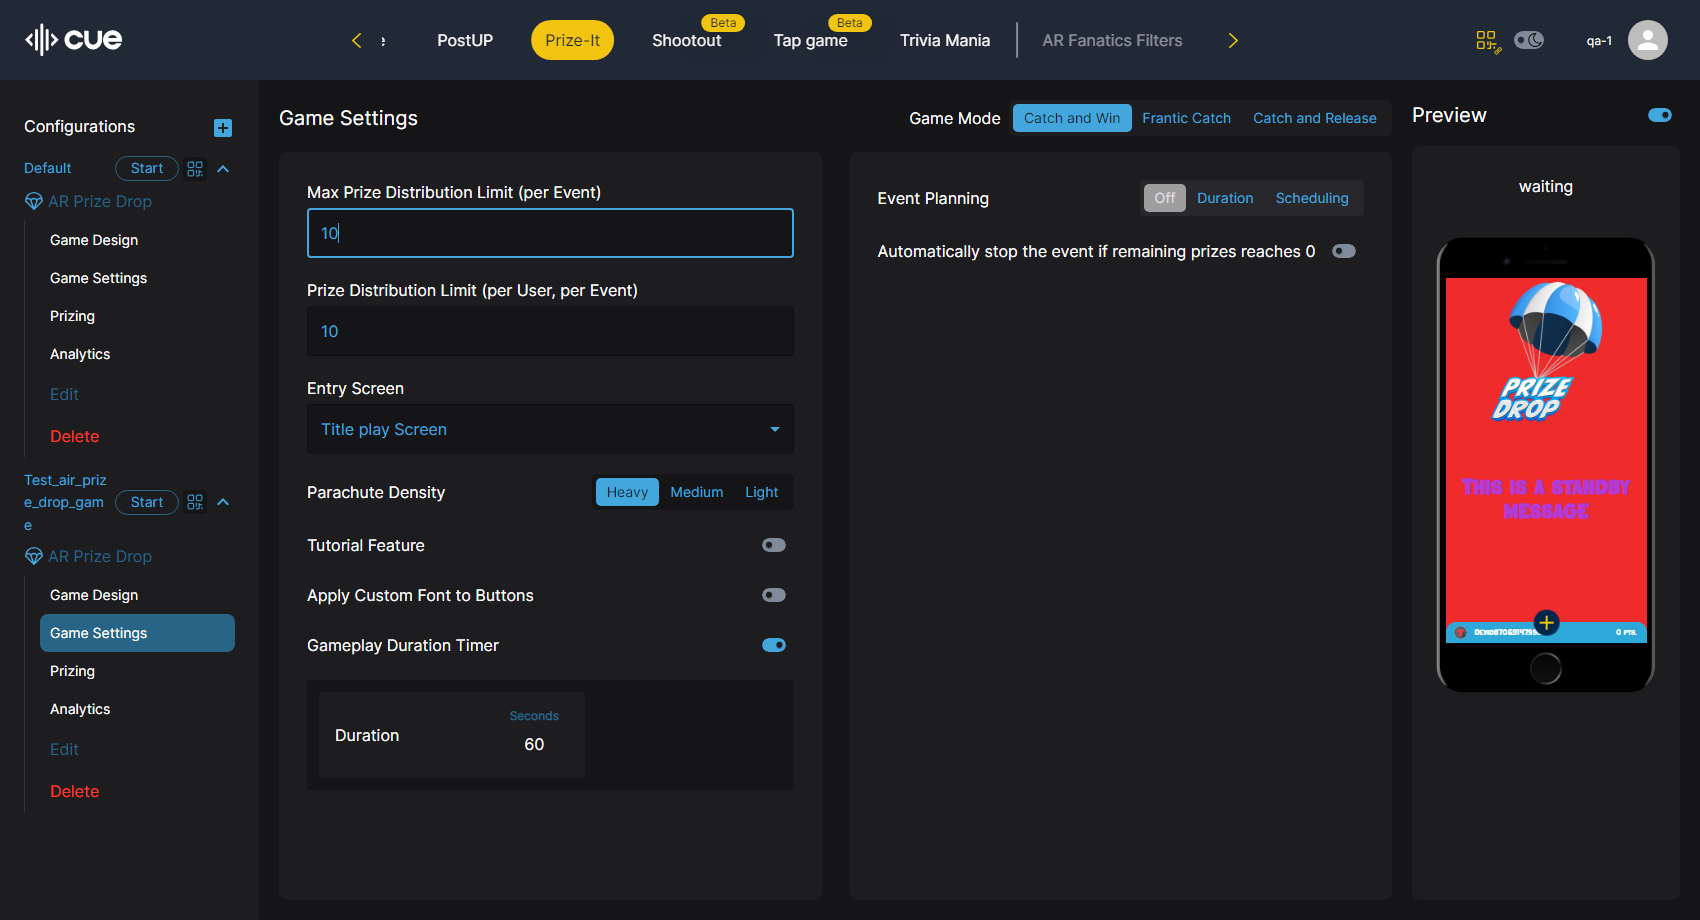 cue
PostUP
Prize-It
Beta
Shootout
Beta
Tap game
Trivia Mania
AR Fanatics Filters
qa-1
Configurations
Default
Start
AR Prize Drop
Game Design
Game Settings
Prizing
Analytics
Edit
Delete
Test_air_priz
e_drop_gam
e
Start
AR Prize Drop
Game Design
Game Settings
Prizing
Analytics
Edit
Delete
Game Settings
Game Mode
Catch and Win
Frantic Catch
Catch and Release
Max Prize Distribution Limit (per Event)
10
Prize Distribution Limit (per User, per Event)
10
Entry Screen
Title play Screen
Parachute Density
Heavy
Medium
Light
Tutorial Feature
Apply Custom Font to Buttons
Gameplay Duration Timer
Duration
Seconds
60
Event Planning
Off
Duration
Scheduling
Automatically stop the event if remaining prizes reaches 0
Preview
waiting
PRIZE
DROP
THIS IS A STANDBY
MESSAGE
0 PTS.